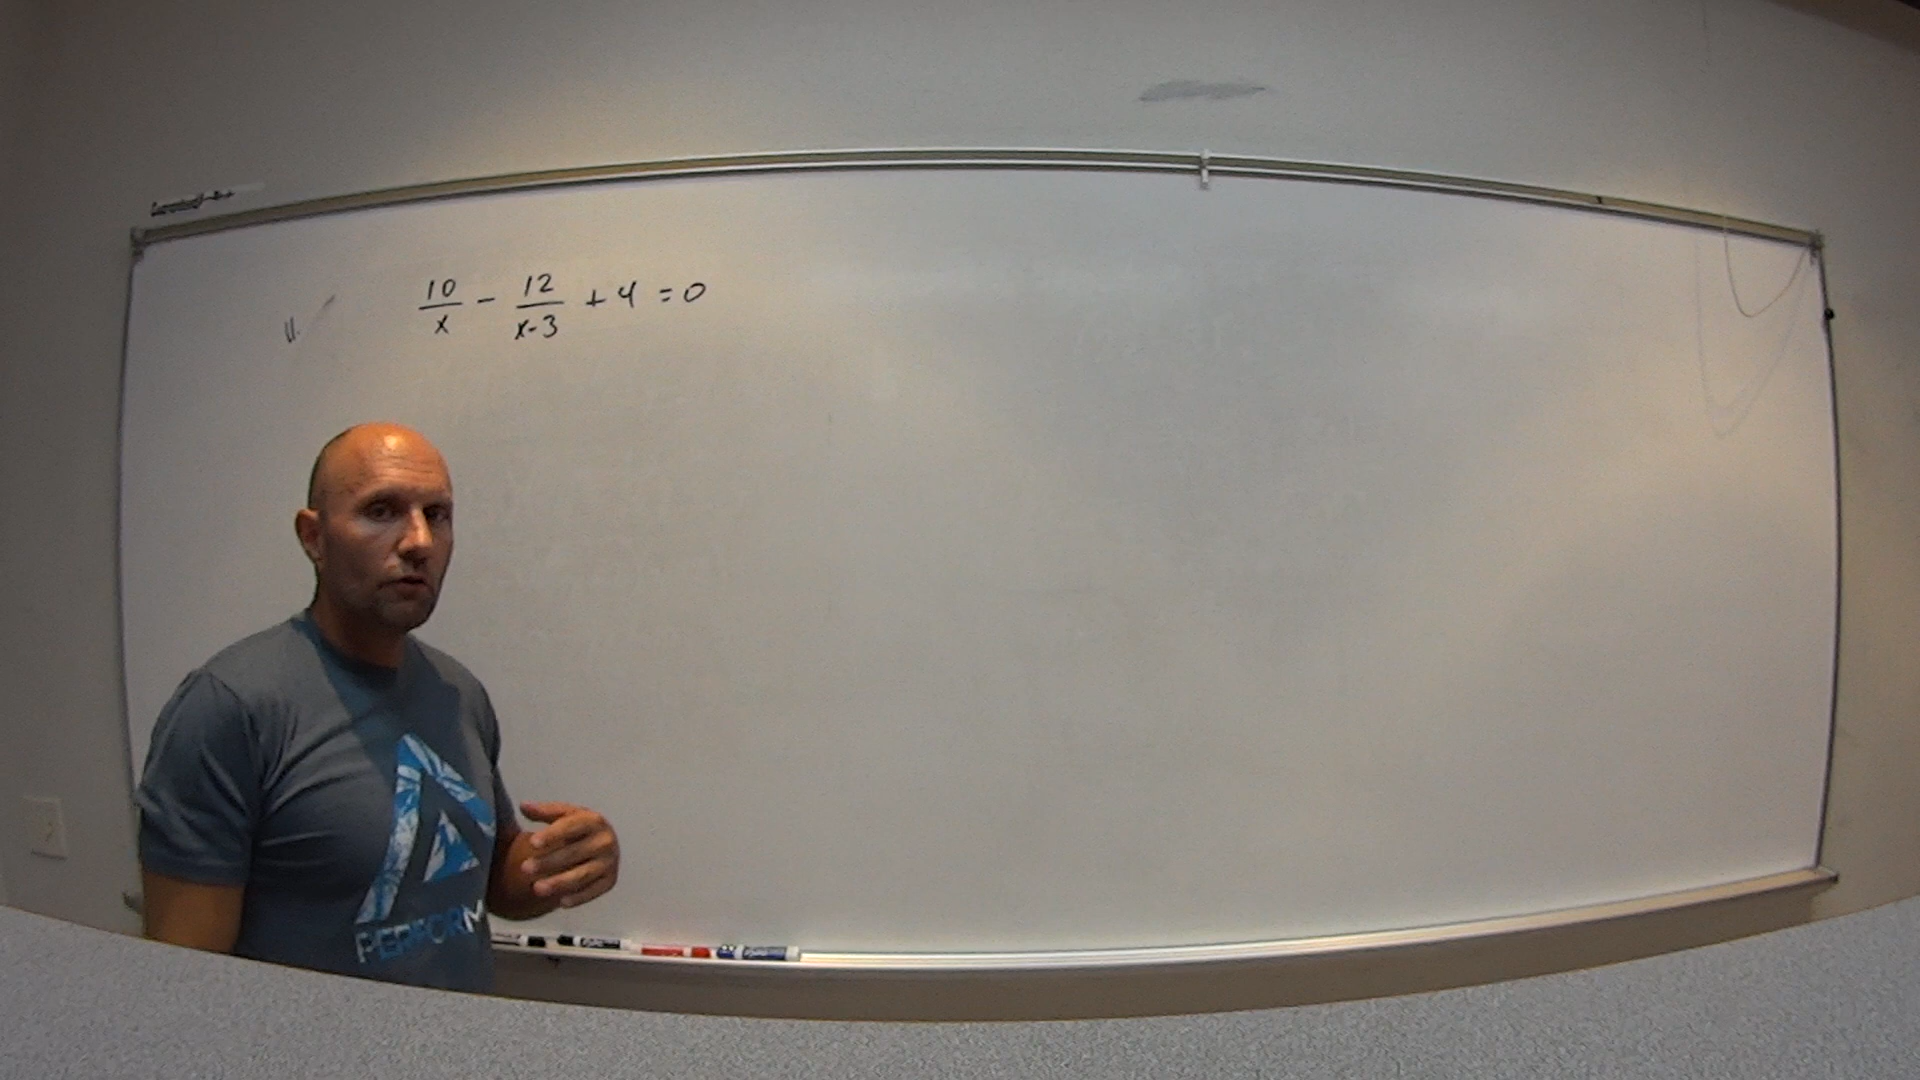 11. 10/x - 12/(x-3) + 4 = 0
PERFORM